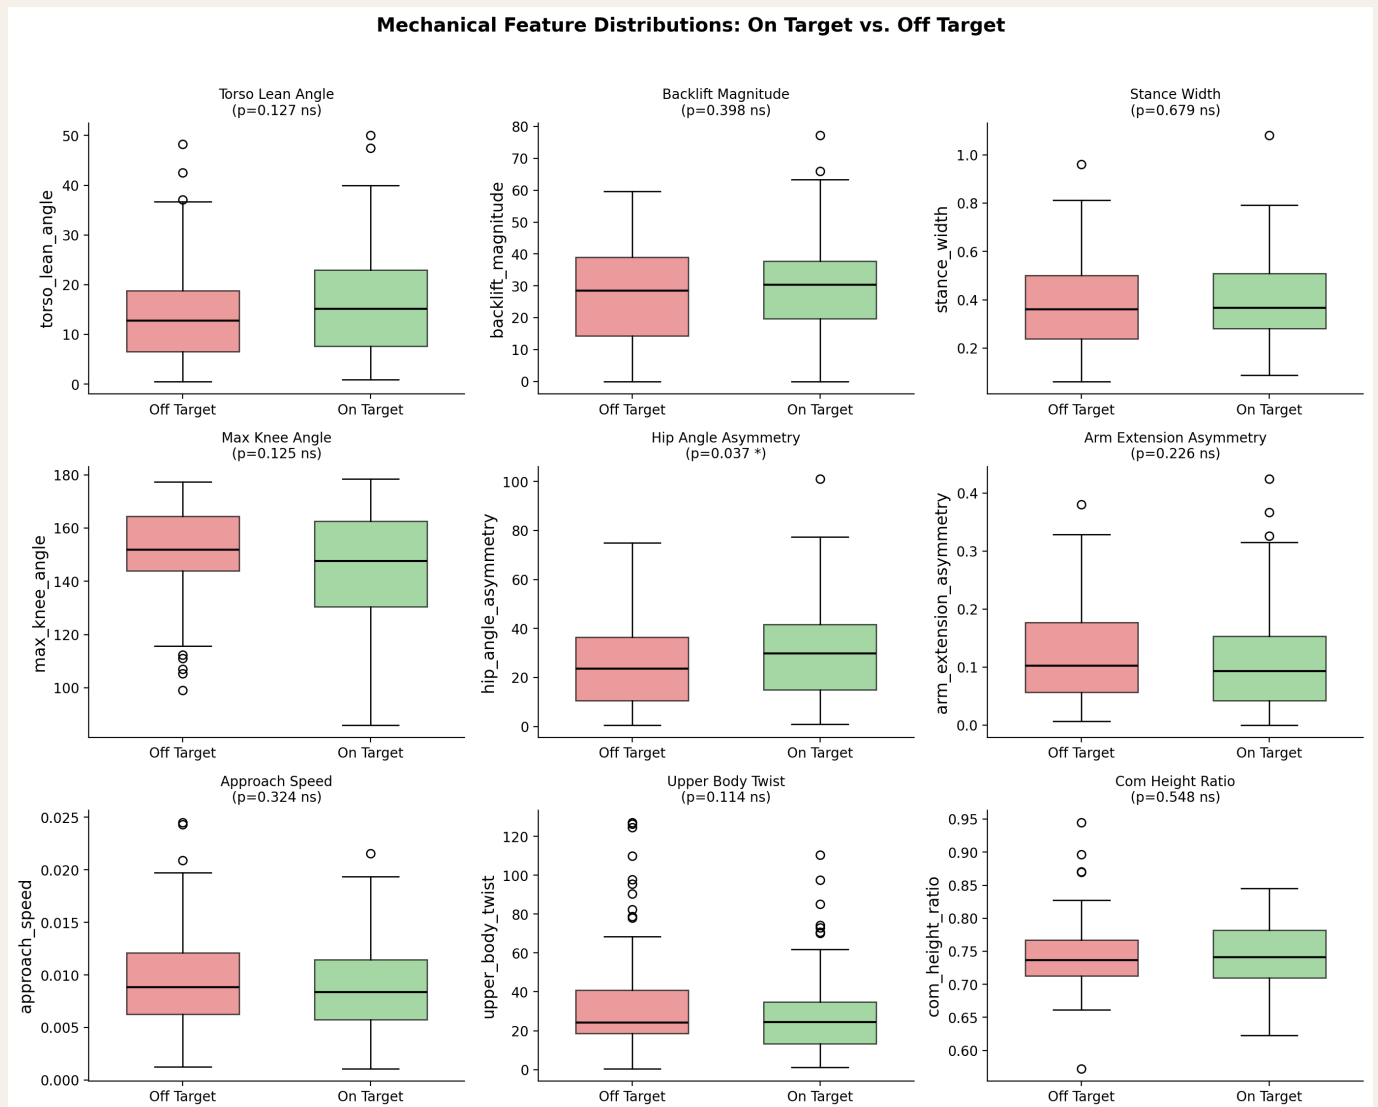 Mechanical Feature Distributions: On Target vs. Off Target
Torso Lean Angle
(p=0.127 ns)
torso_lean_angle
50
40
30
20
10
0
Off Target
On Target
Backlift Magnitude
(p=0.398 ns)
backlift_magnitude
80
70
60
50
40
30
20
10
0
Off Target
On Target
Stance Width
(p=0.679 ns)
stance_width
1.0
0.8
0.6
0.4
0.2
Off Target
On Target
Max Knee Angle
(p=0.125 ns)
max_knee_angle
180
160
140
120
100
Off Target
On Target
Hip Angle Asymmetry
(p=0.037 *)
hip_angle_asymmetry
100
80
60
40
20
0
Off Target
On Target
Arm Extension Asymmetry
(p=0.226 ns)
arm_extension_asymmetry
0.4
0.3
0.2
0.1
0.0
Off Target
On Target
Approach Speed
(p=0.324 ns)
approach_speed
0.025
0.020
0.015
0.010
0.005
0.000
Off Target
On Target
Upper Body Twist
(p=0.114 ns)
upper_body_twist
120
100
80
60
40
20
0
Off Target
On Target
Com Height Ratio
(p=0.548 ns)
com_height_ratio
0.95
0.90
0.85
0.80
0.75
0.70
0.65
0.60
Off Target
On Target